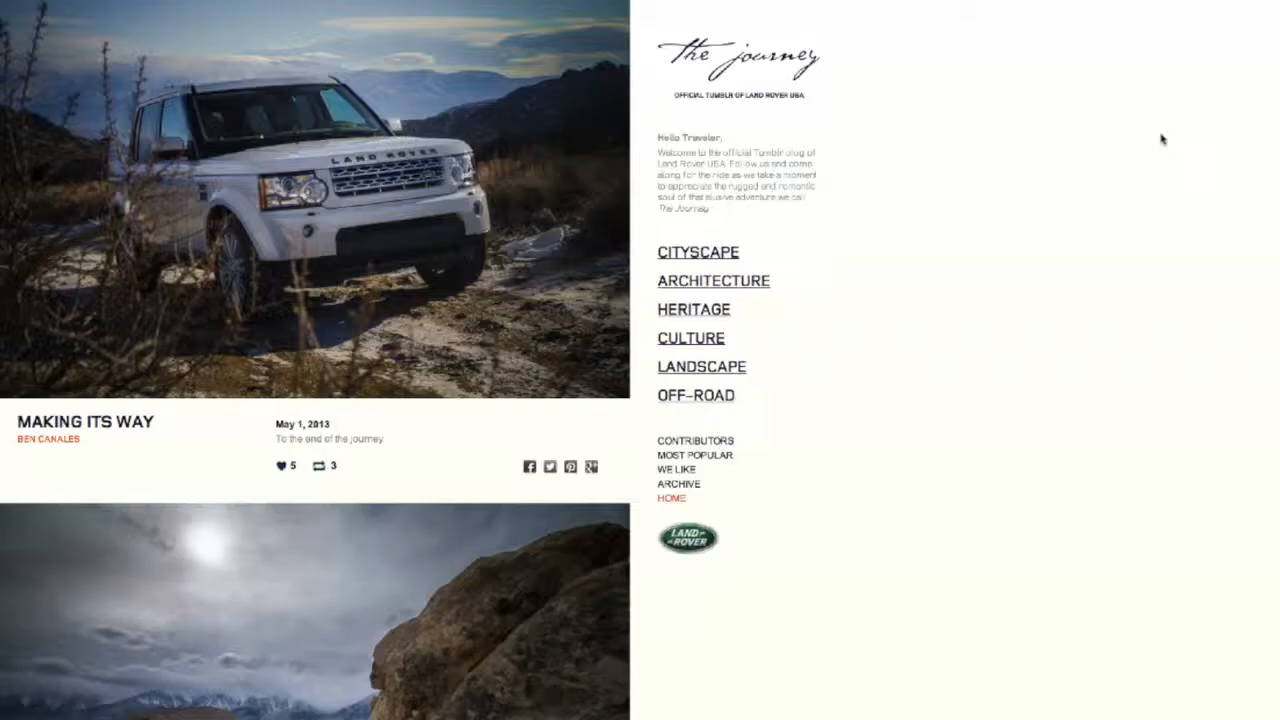 LAND ROVER
MAKING ITS WAY
BEN CANALES
May 1, 2013
To the end of the journey
5
3
The journey
OFFICIAL TUMBLR OF LAND ROVER USA
Hello Traveler,
Welcome to the official Tumblr blog of
Land Rover USA. Follow us and come
along for the ride as we take a moment
to appreciate the rugged and romantic
soul of that elusive adventure we call
The Journey.
CITYSCAPE
ARCHITECTURE
HERITAGE
CULTURE
LANDSCAPE
OFF-ROAD
CONTRIBUTORS
MOST POPULAR
WE LIKE
ARCHIVE
HOME
LAND-
-ROVER